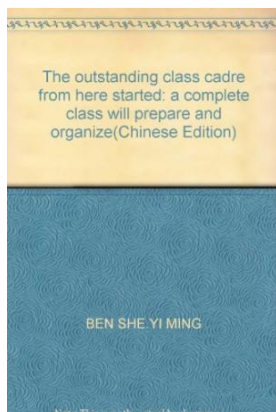 The outstanding class cadre
from here started: a complete
class will prepare and
organize(Chinese Edition)
BEN SHE.YI MING